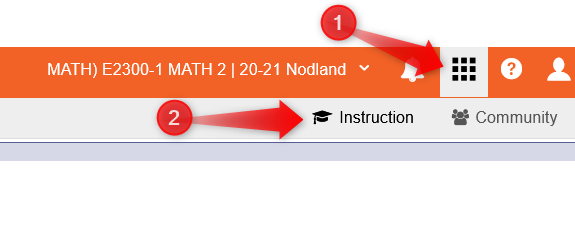 1
MATH) E2300-1 MATH 2 | 20-21 Nodland ?
2 Instruction Community